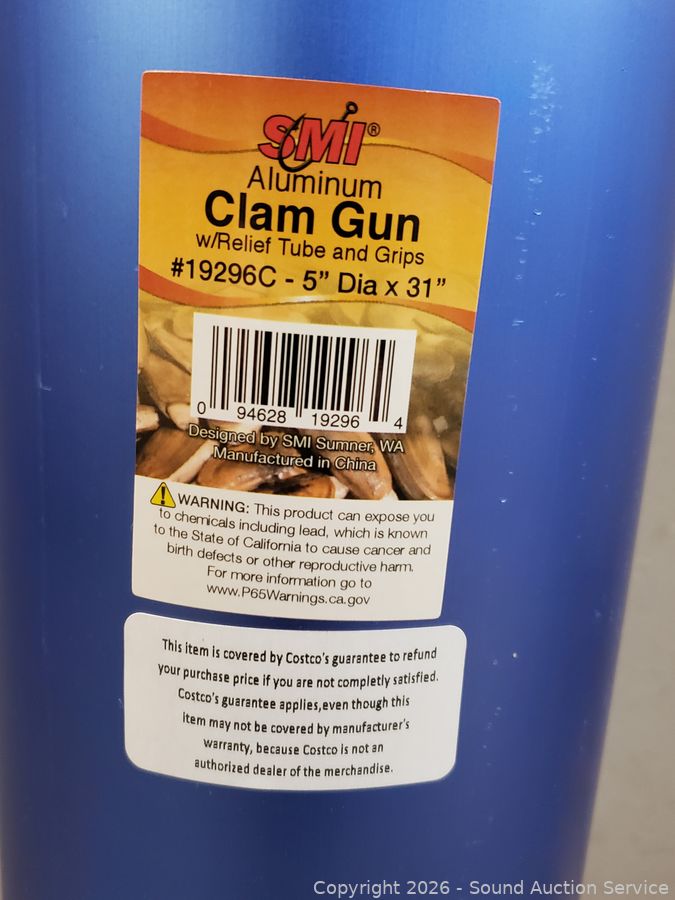 SMI®
Aluminum
Clam Gun
w/Relief Tube and Grips
#19296C - 5” Dia x 31”
0 94628 19296 4
Designed by SMI Sumner, WA
Manufactured in China
WARNING: This product can expose you
to chemicals including lead, which is known
to the State of California to cause cancer and
birth defects or other reproductive harm.
For more information go to
www.P65Warnings.ca.gov
This item is covered by Costco's guarantee to refund
your purchase price if you are not completly satisfied.
Costco's guarantee applies,even though this
item may not be covered by manufacturer's
warranty, because Costco is not an
authorized dealer of the merchandise.
Copyright 2026 - Sound Auction Service